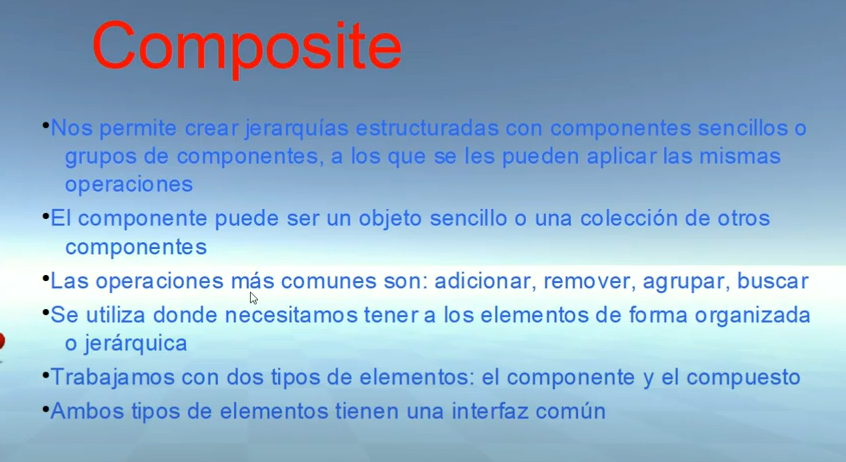 Composite
•Nos permite crear jerarquías estructuradas con componentes sencillos o
grupos de componentes, a los que se les pueden aplicar las mismas
operaciones
•El componente puede ser un objeto sencillo o una colección de otros
componentes
•Las operaciones más comunes son: adicionar, remover, agrupar, buscar
•Se utiliza donde necesitamos tener a los elementos de forma organizada
o jerárquica
•Trabajamos con dos tipos de elementos: el componente y el compuesto
•Ambos tipos de elementos tienen una interfaz común